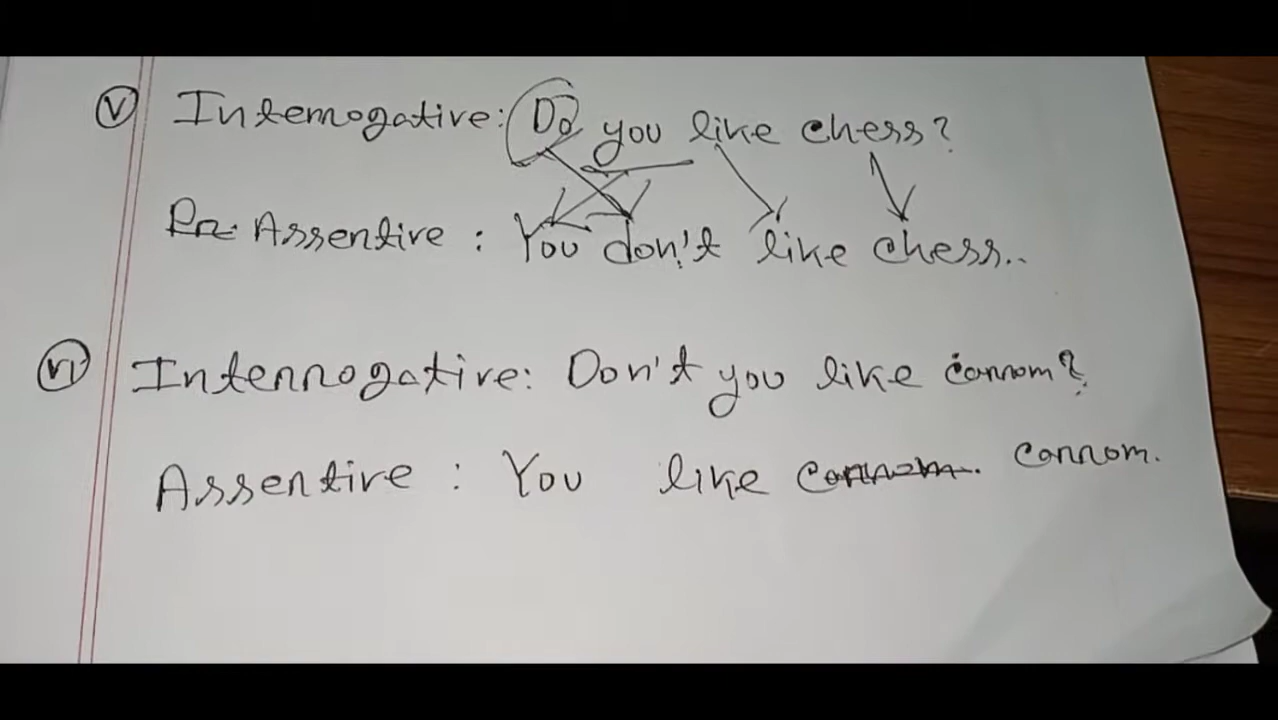 (v) Interrogative: Do you like chess?
Assertive : You don't like chess..
(vi) Interrogative: Don't you like carrom?
Assertive : You like carrom. carrom.